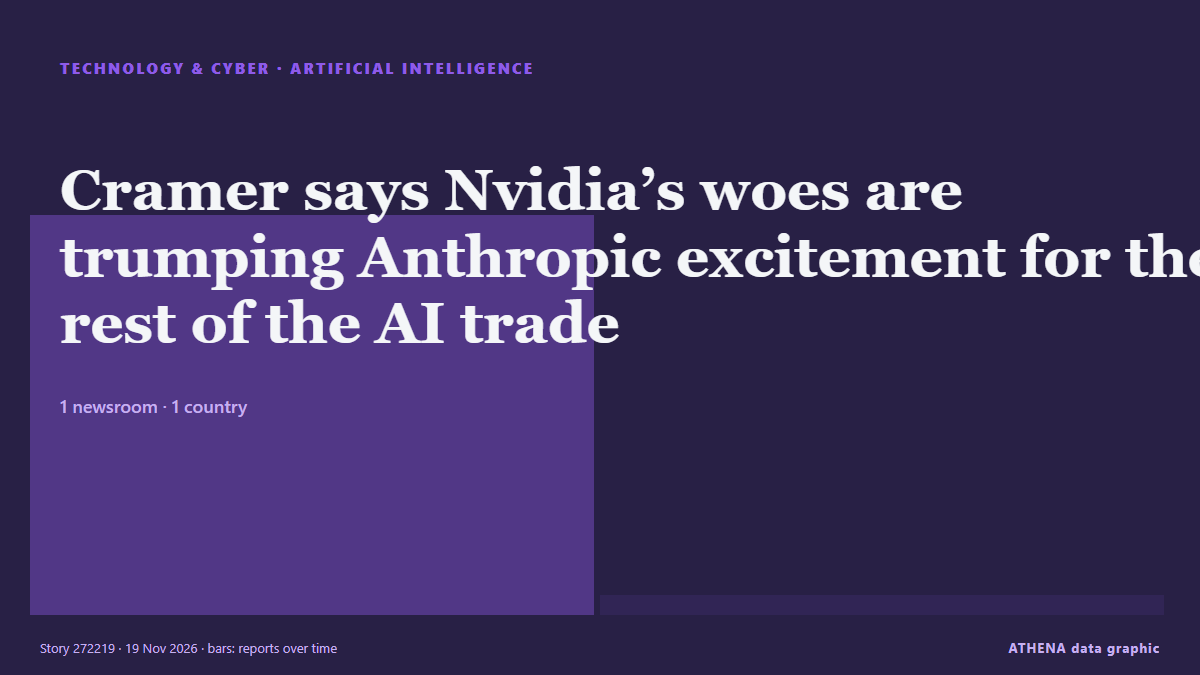 TECHNOLOGY & CYBER · ARTIFICIAL INTELLIGENCE
Cramer says Nvidia’s woes are
trumping Anthropic excitement for the
rest of the AI trade
1 newsroom · 1 country
Story 272219 · 19 Nov 2026 · bars: reports over time
ATHENA data graphic